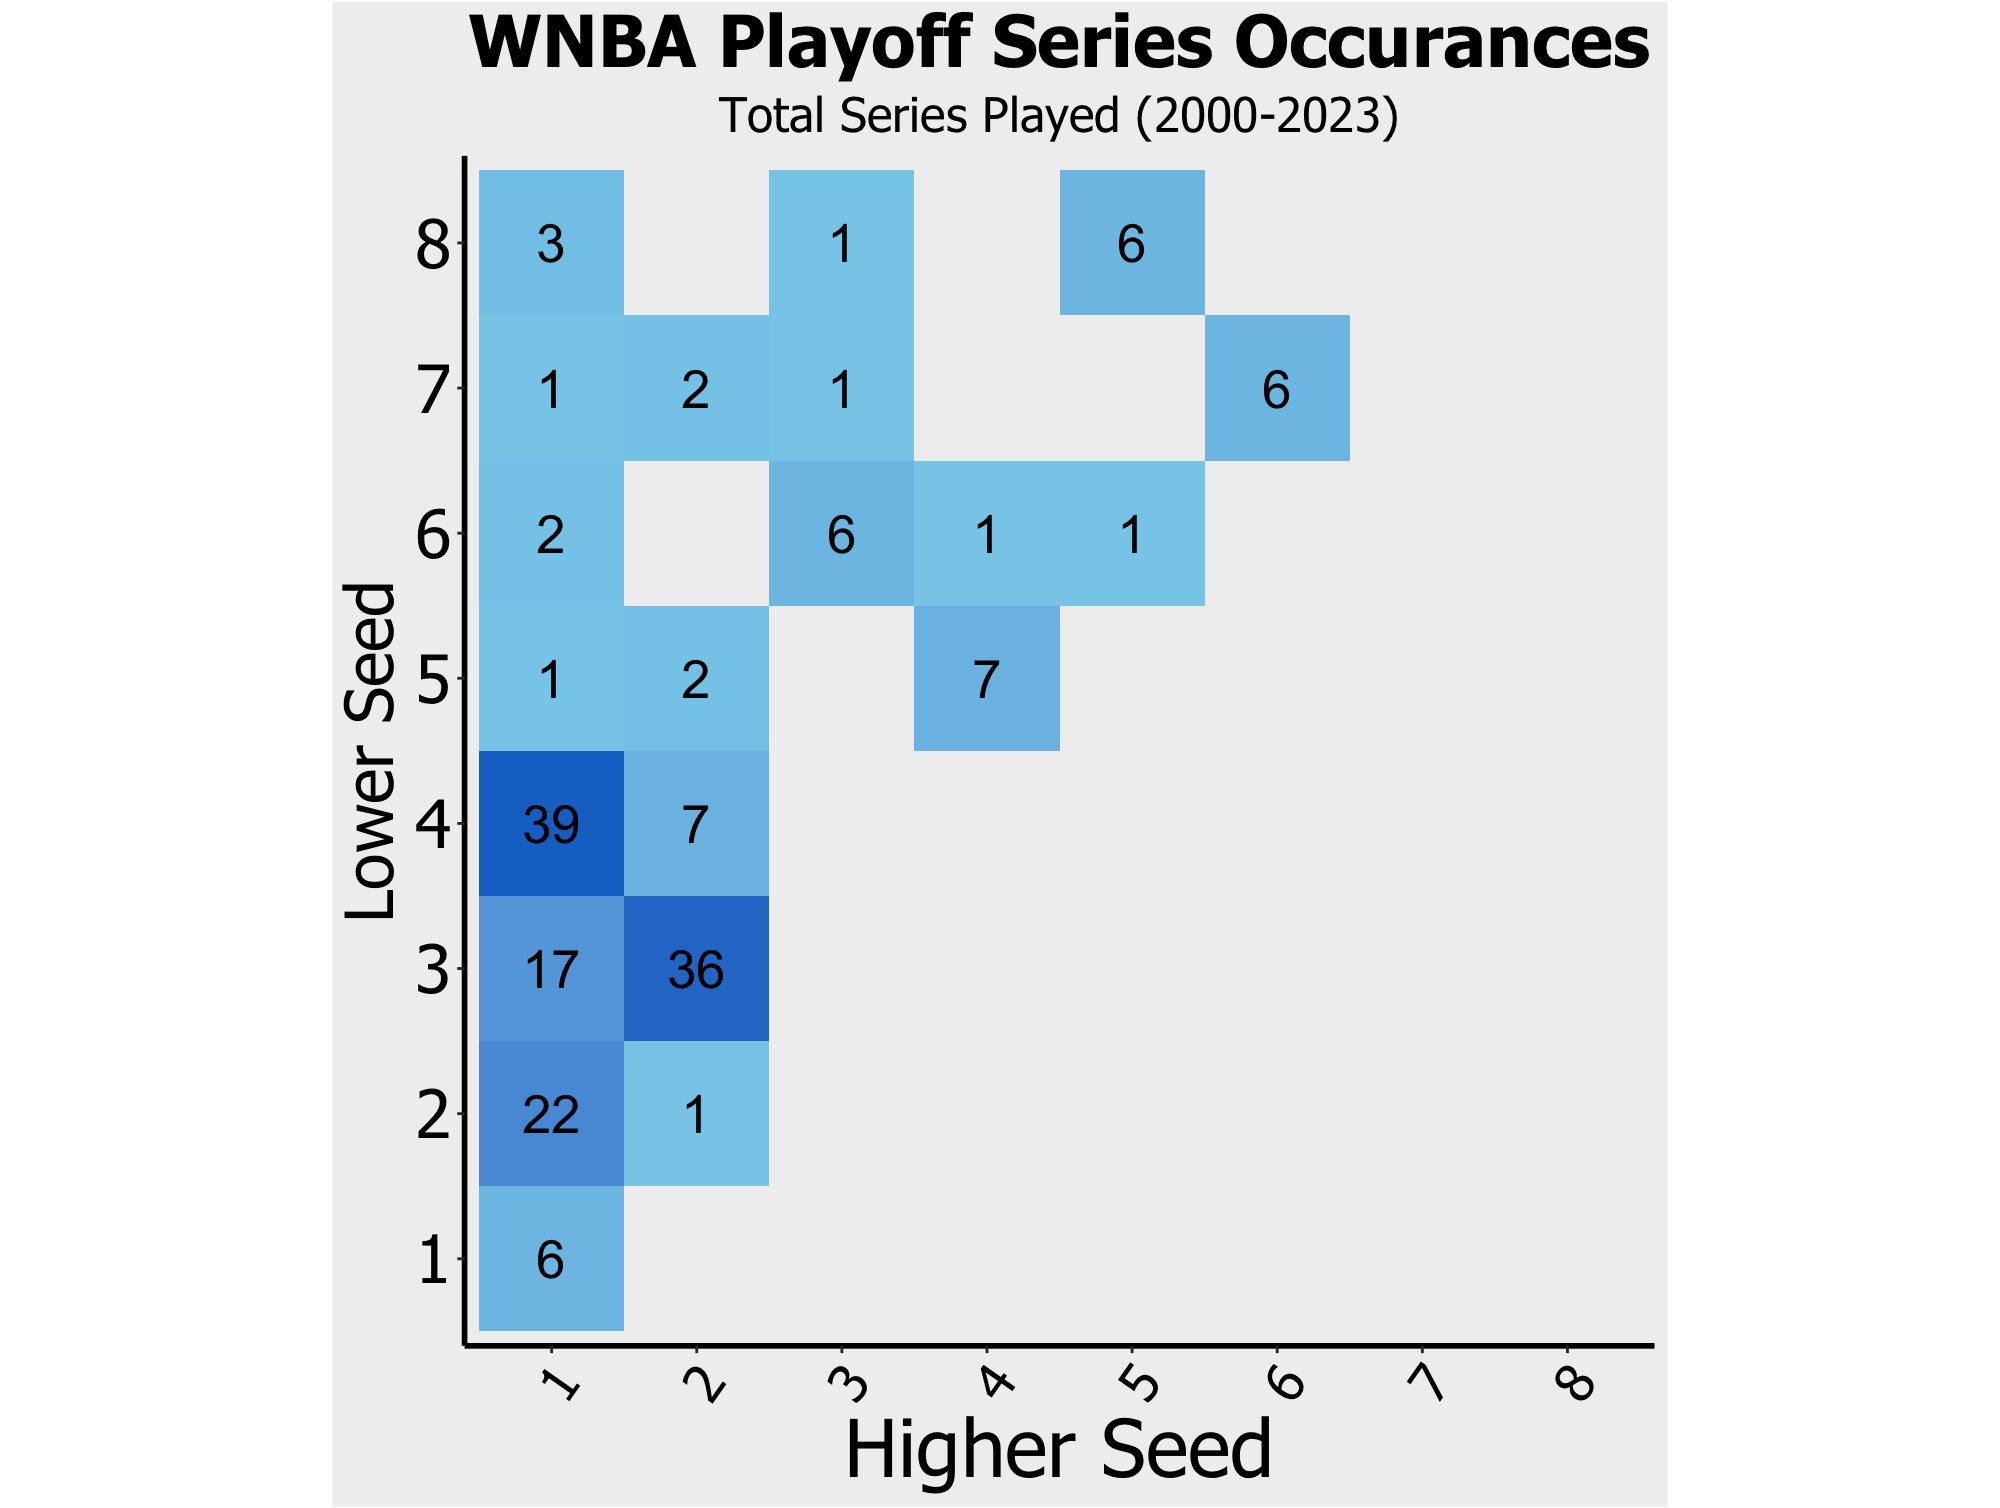 WNBA Playoff Series Occurances
Total Series Played (2000-2023)
8 3 1 6
7 1 2 1 6
6 2 6 1 1
5 1 2 7
4 39 7
3 17 36
2 22 1
1 6
Lower Seed
1 2 3 4 5 6 7 8
Higher Seed